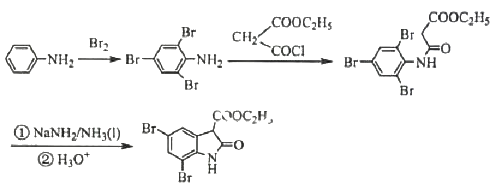 NH₂
Br₂
Br
Br
Br
NH₂
CH₂
COOC₂H₅
COCl
COOC₂H₅
Br
O
Br
NH
Br
① NaNH₂/NH₃(l)
② H₃O⁺
COOC₂H₅
Br
O
N
H
Br